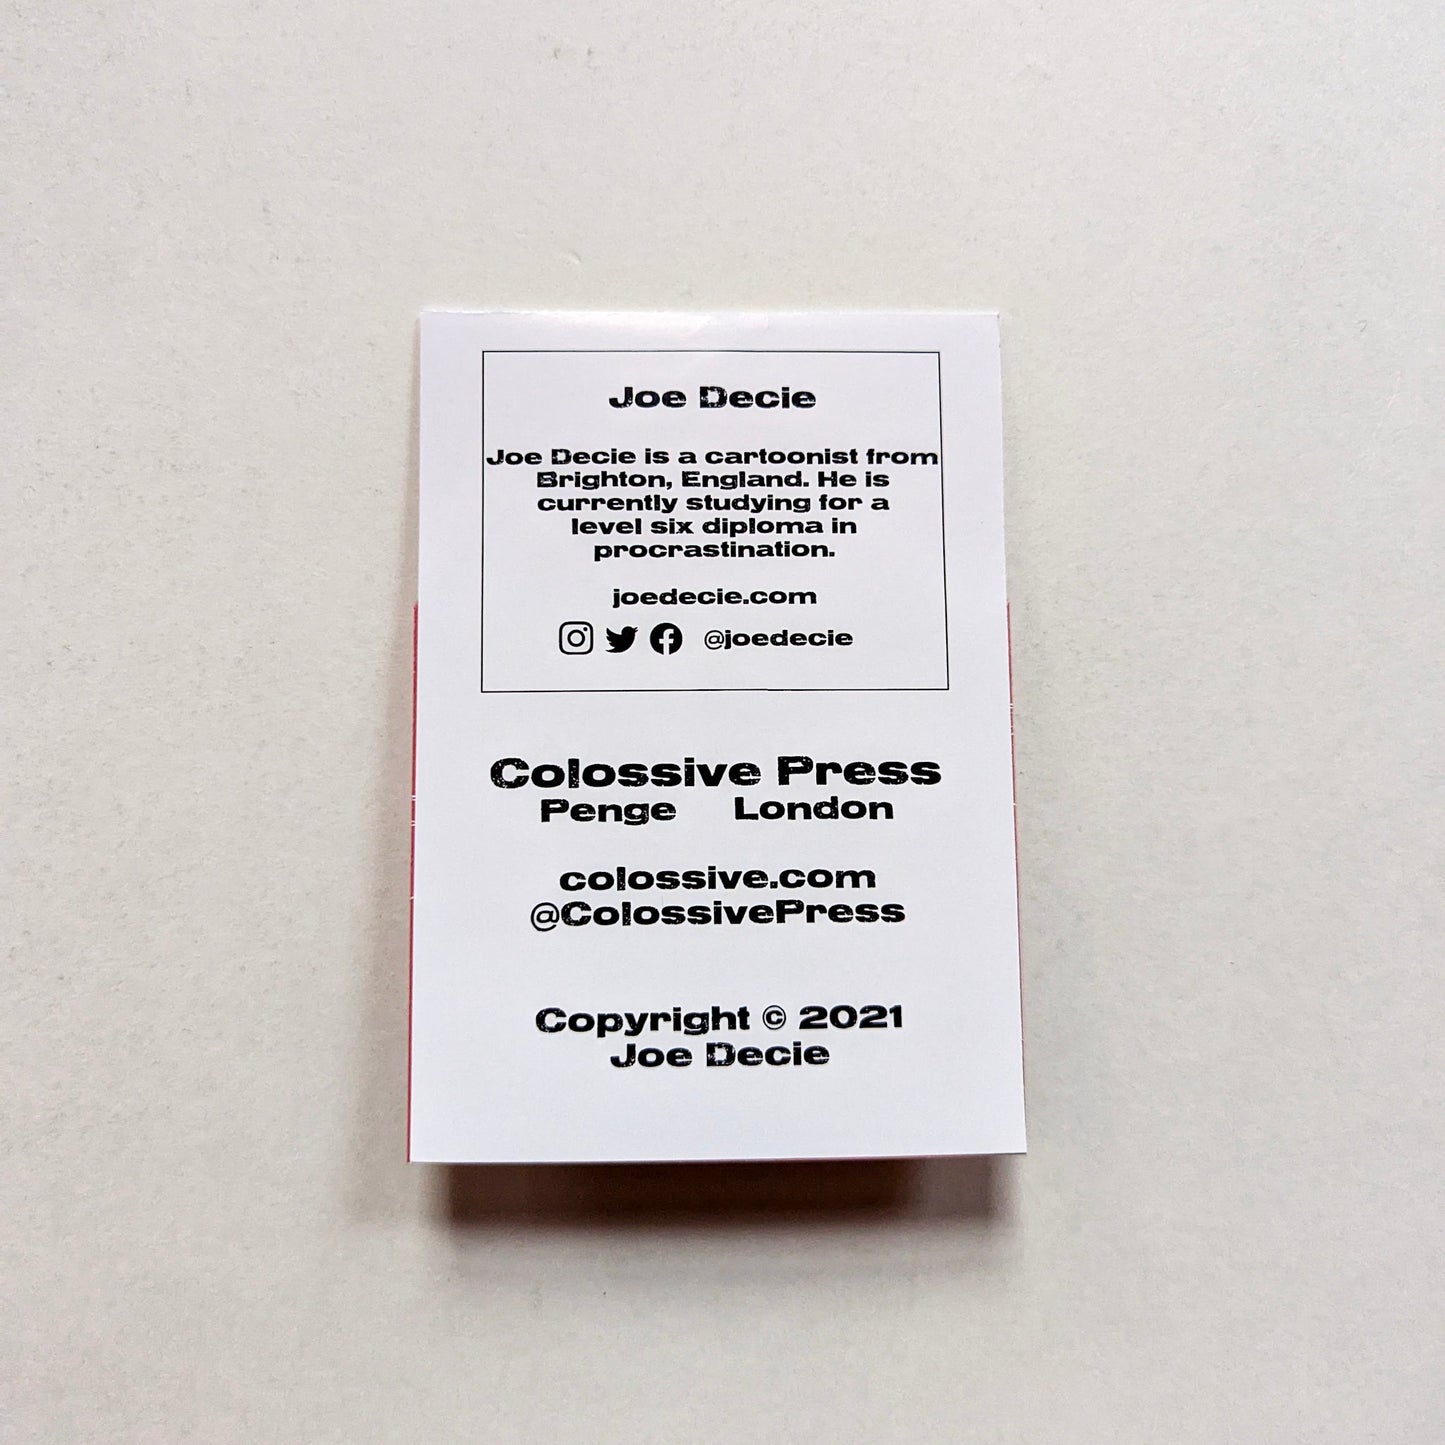 Joe Decie
Joe Decie is a cartoonist from
Brighton, England. He is
currently studying for a
level six diploma in
procrastination.
joedecie.com
@joedecie
Colossive Press
Penge London
colossive.com
@ColossivePress
Copyright © 2021
Joe Decie